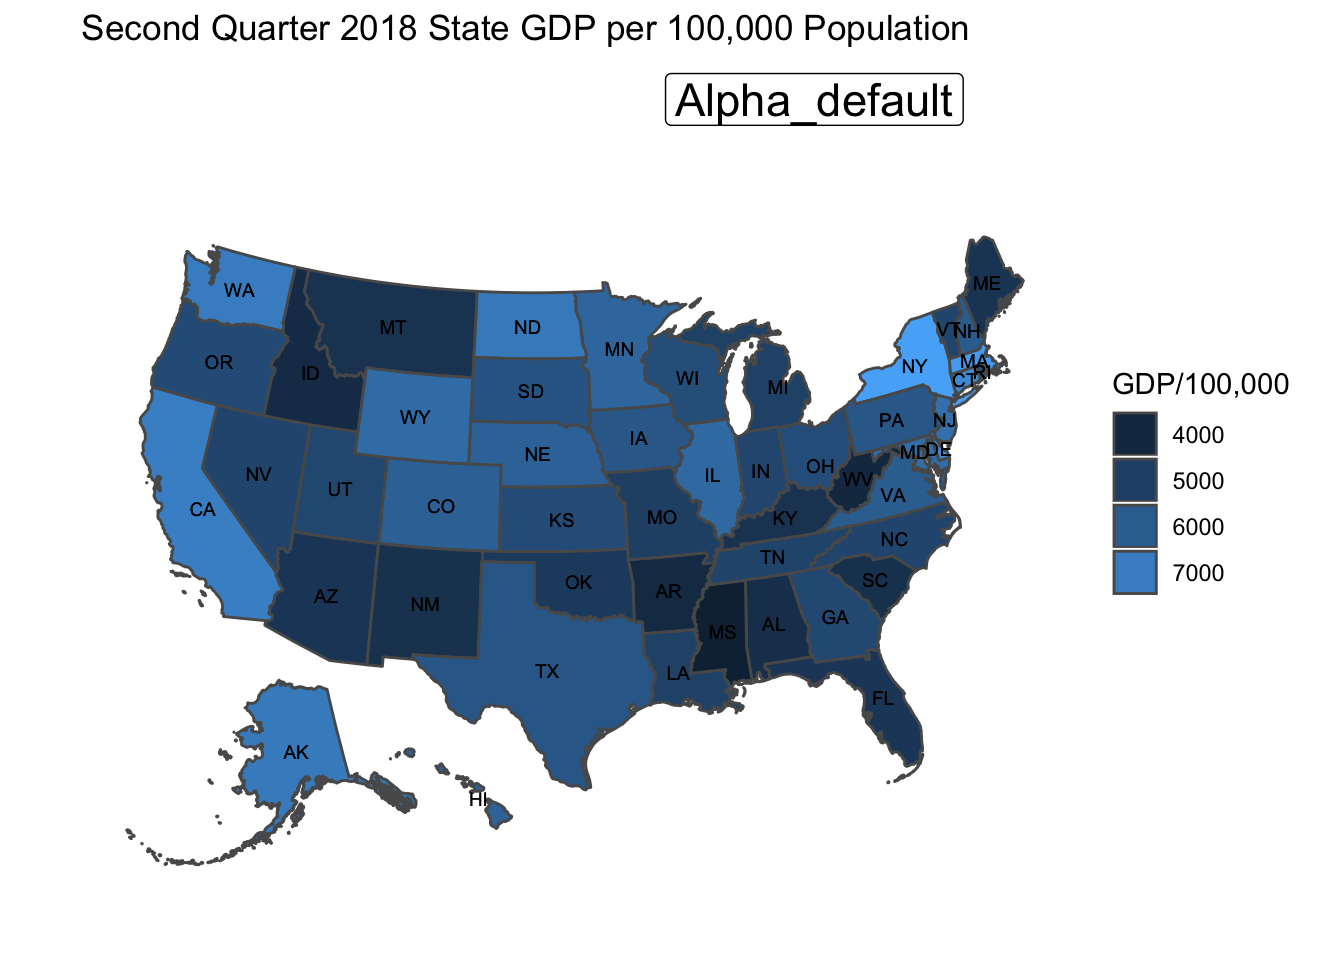 Second Quarter 2018 State GDP per 100,000 Population
Alpha_default
WA
MT
ND
MN
ME
VT
NH
OR
ID
SD
WI
MI
NY
MA
RI
CT
WY
NE
IA
PA
NJ
NV
UT
CO
KS
IL
IN
OH
MD
DE
WV
VA
CA
MO
KY
NC
AZ
NM
OK
AR
TN
SC
TX
LA
MS
AL
GA
FL
AK
HI
GDP/100,000
4000
5000
6000
7000